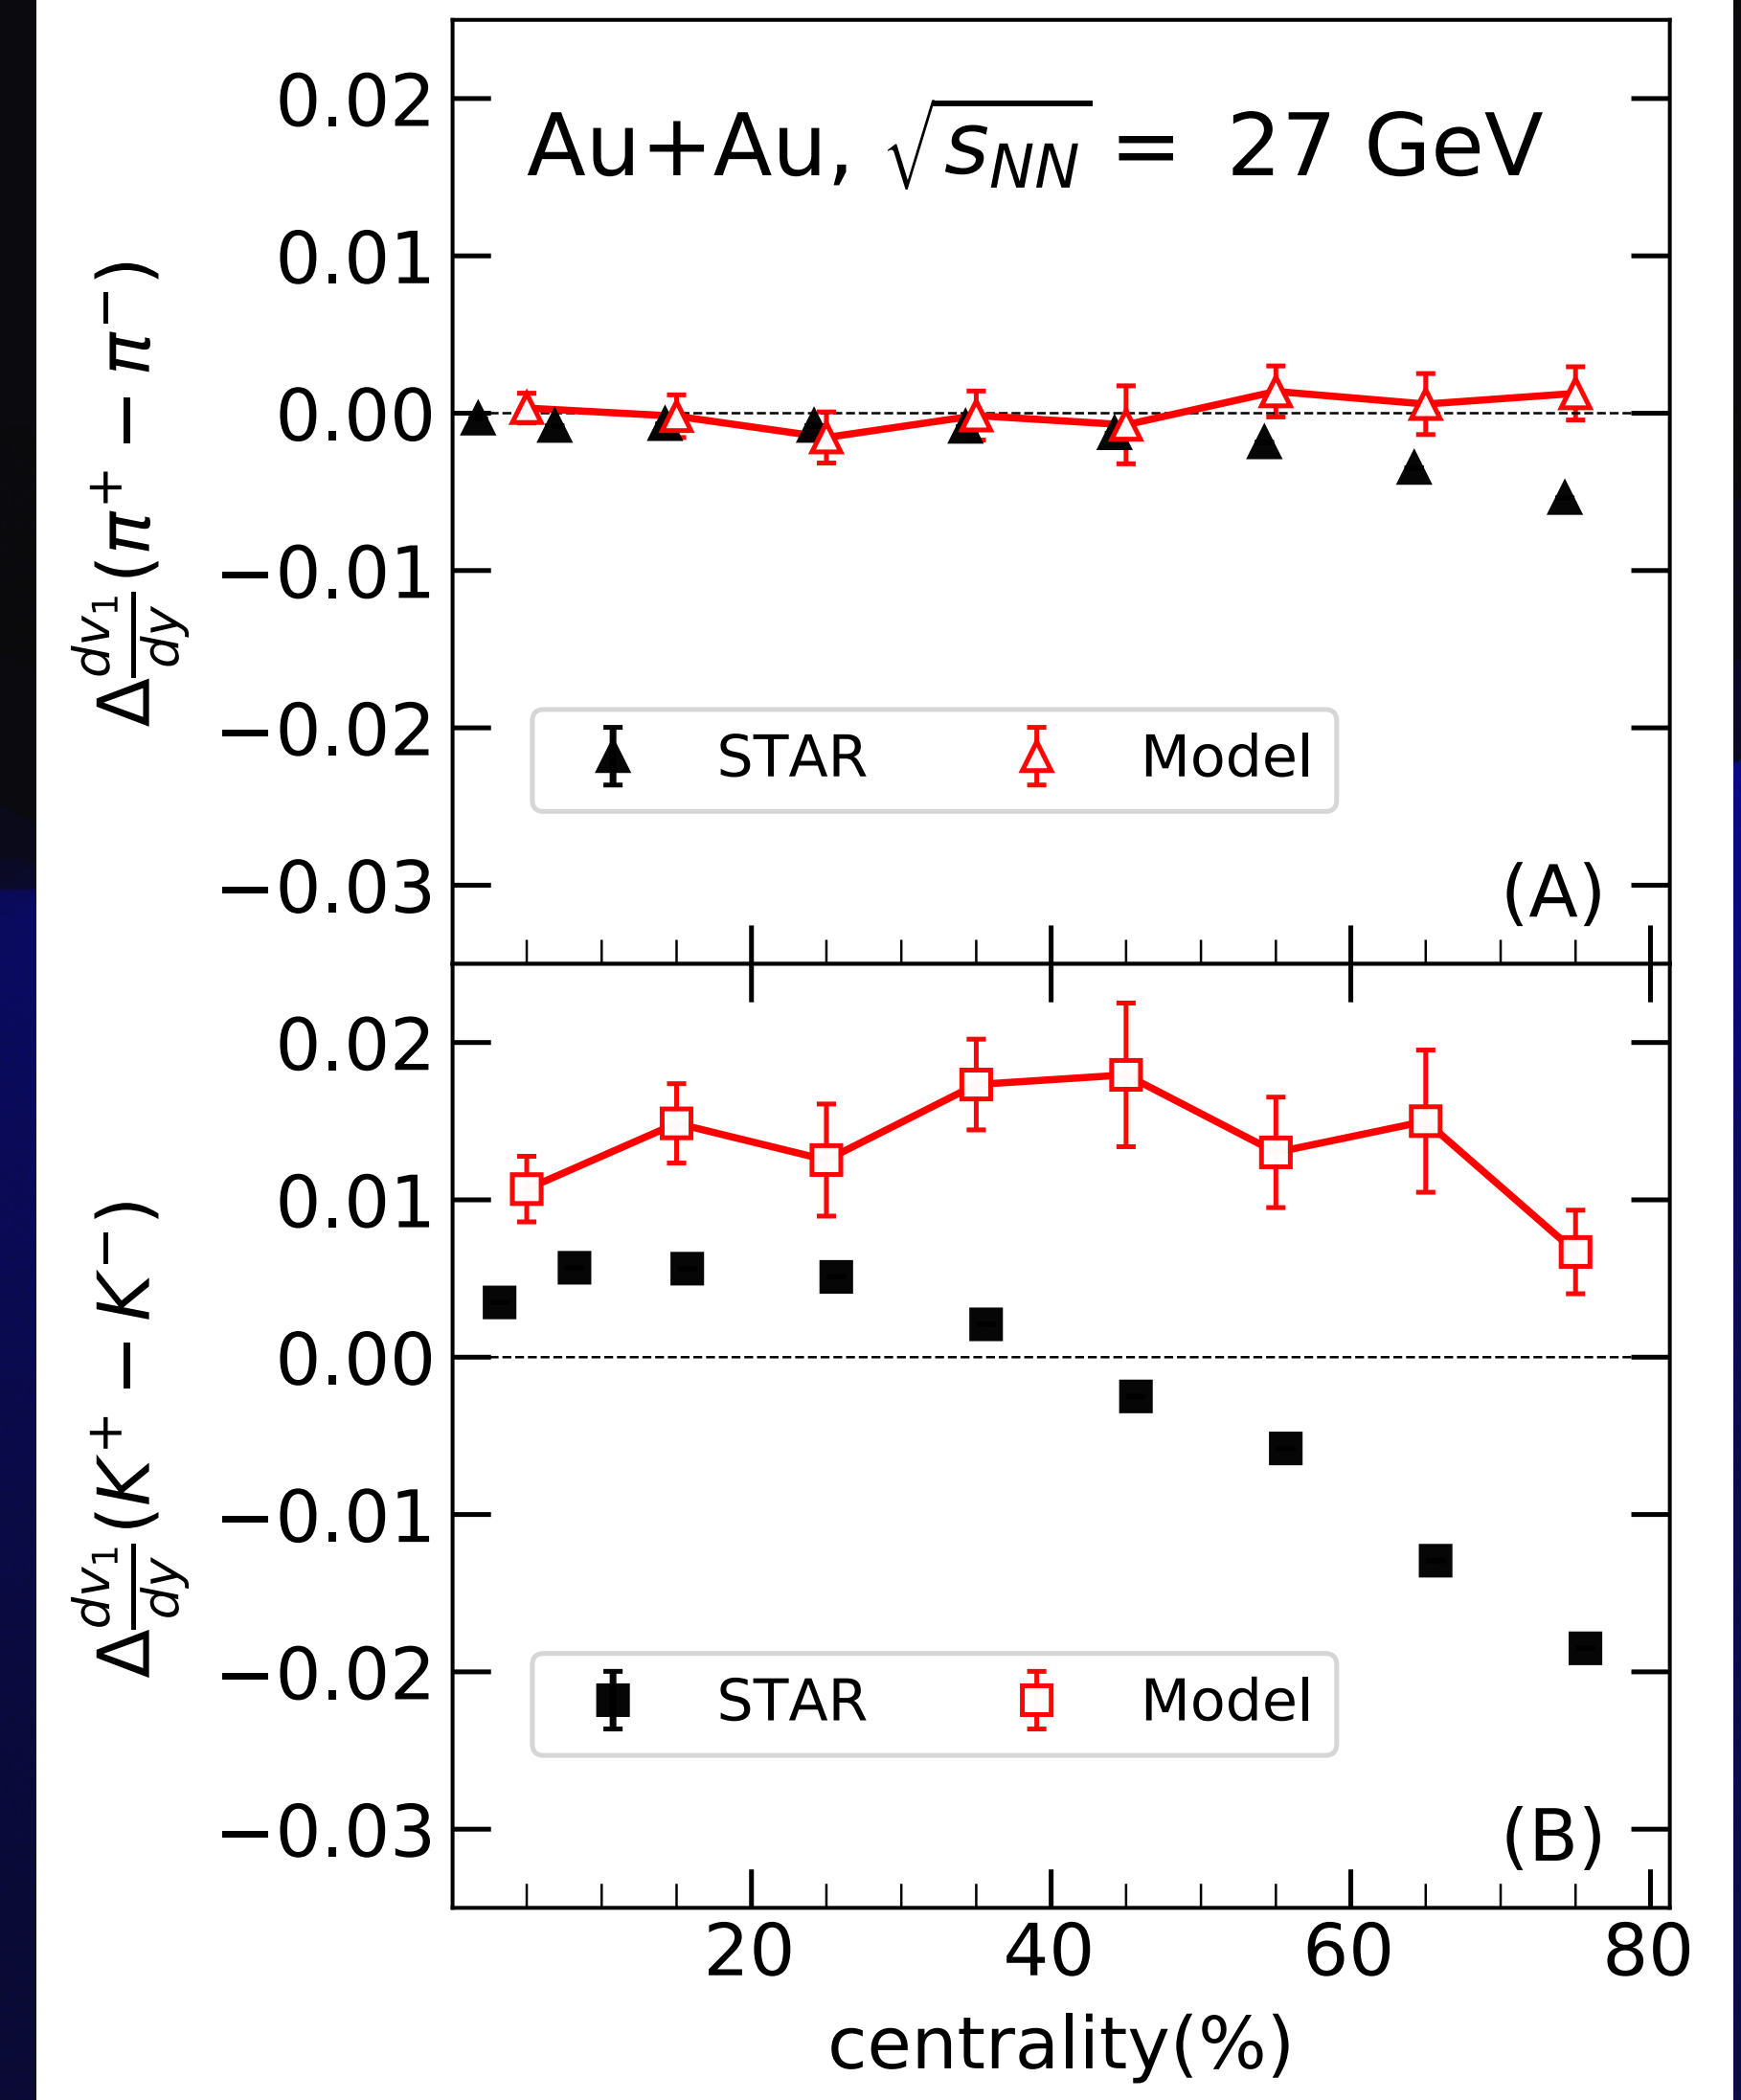 Au+Au, √sNN = 27 GeV
0.02
0.01
0.00
−0.01
−0.02
−0.03
Δ dv₁/dy (π⁺ − π⁻)
STAR Model
(A)
0.02
0.01
0.00
−0.01
−0.02
−0.03
Δ dv₁/dy (K⁺ − K⁻)
STAR Model
(B)
20 40 60 80
centrality(%)